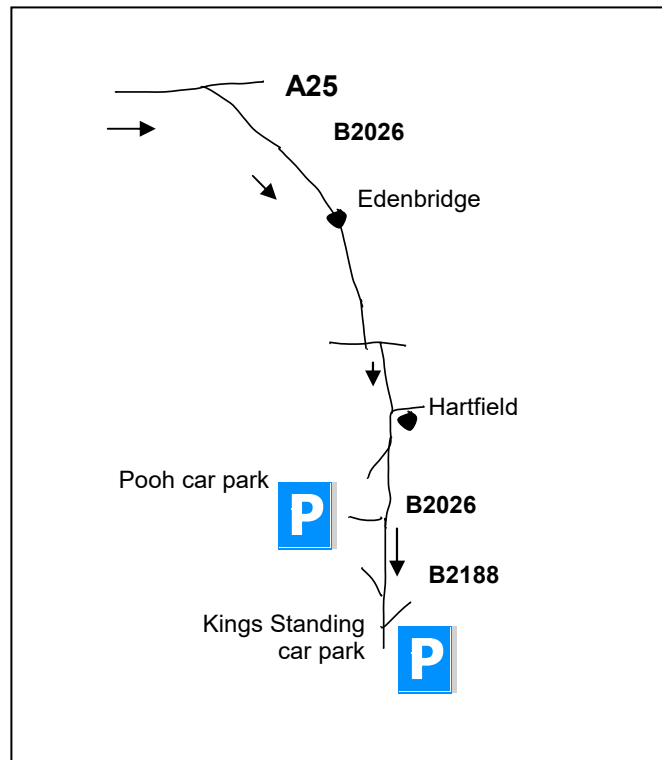 A25
B2026
Edenbridge
Hartfield
Pooh car park
P
B2026
B2188
Kings Standing
car park
P